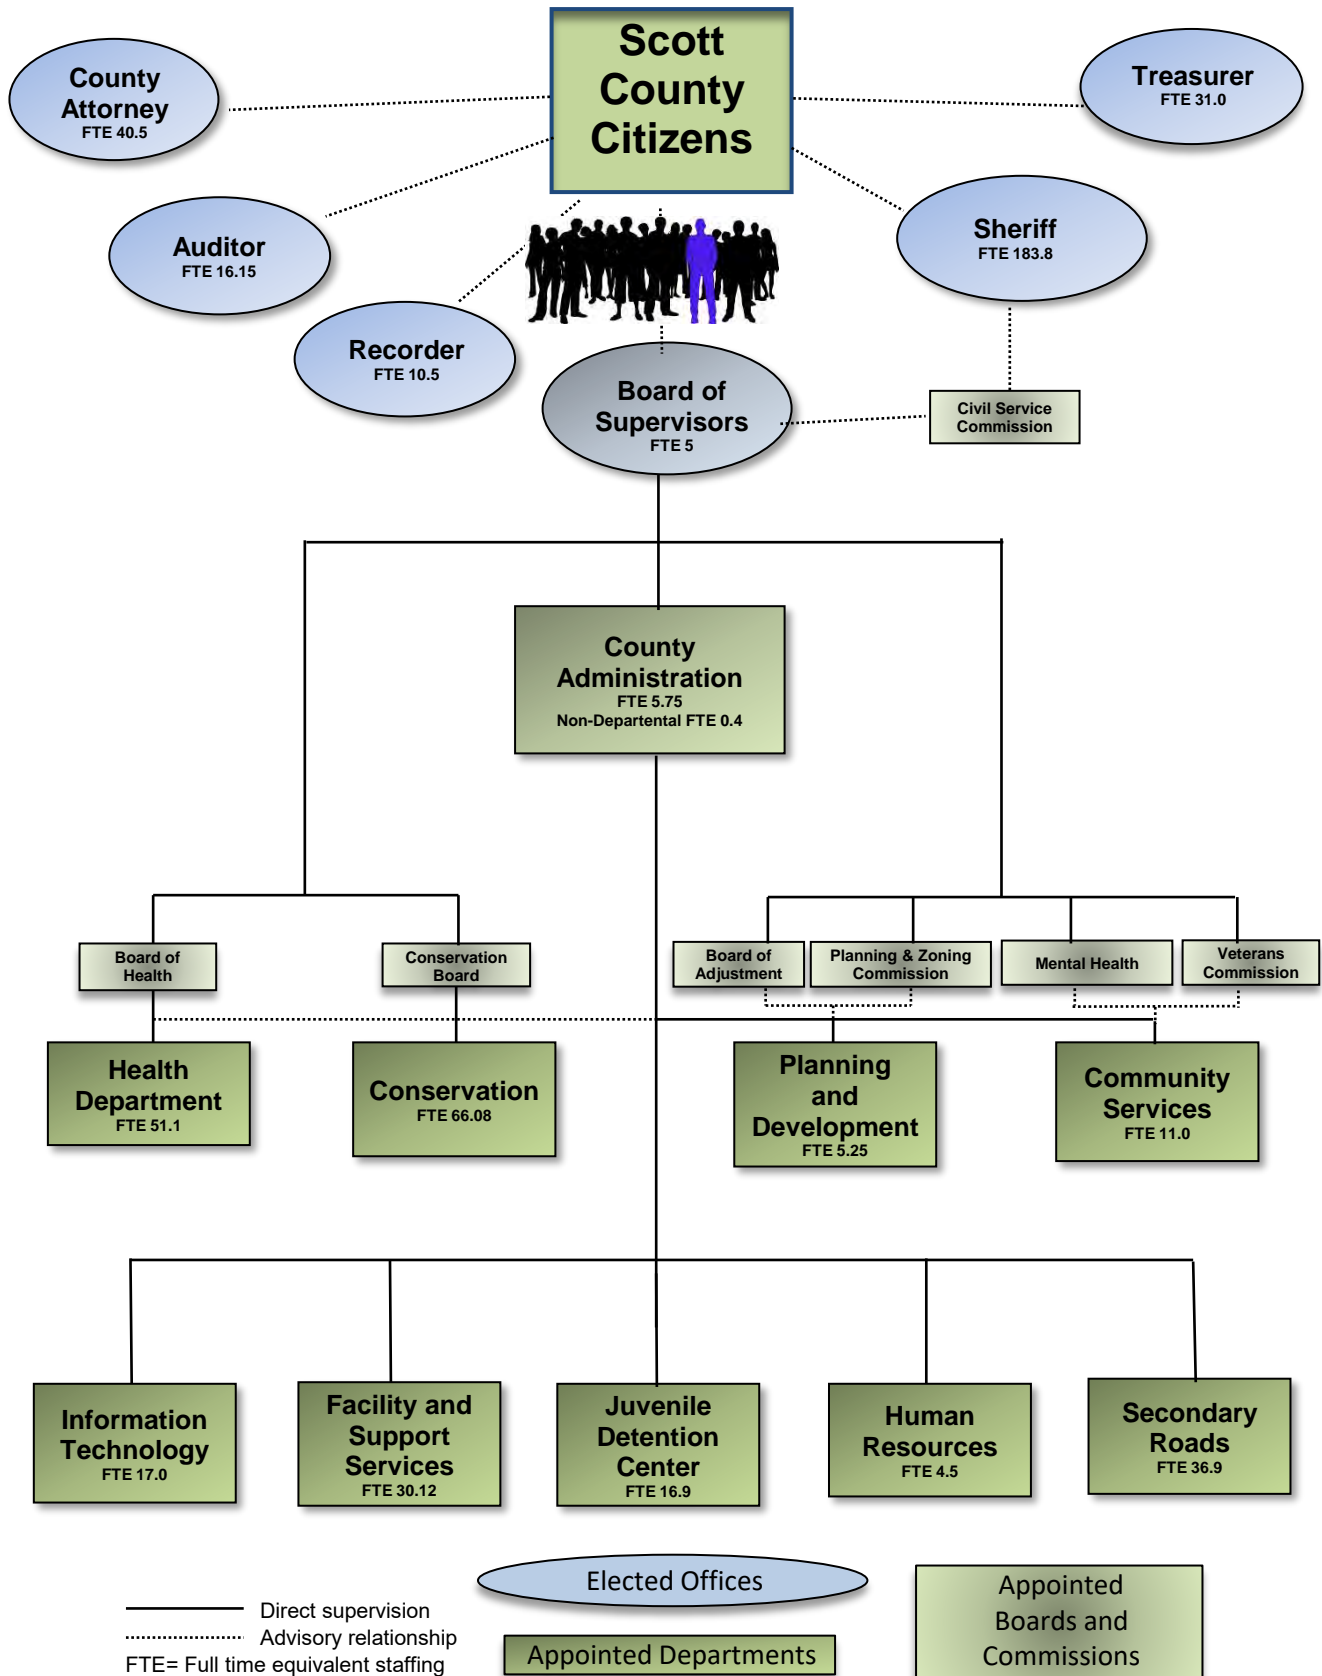 Scott
County
Citizens
County
Attorney
FTE 40.5
Treasurer
FTE 31.0
Auditor
FTE 16.15
Sheriff
FTE 183.8
Recorder
FTE 10.5
Board of
Supervisors
FTE 5
Civil Service
Commission
County
Administration
FTE 5.75
Non-Departental FTE 0.4
Board of
Health
Conservation
Board
Board of
Adjustment
Planning & Zoning
Commission
Mental Health
Veterans
Commission
Health
Department
FTE 51.1
Conservation
FTE 66.08
Planning
and
Development
FTE 5.25
Community
Services
FTE 11.0
Information
Technology
FTE 17.0
Facility and
Support
Services
FTE 30.12
Juvenile
Detention
Center
FTE 16.9
Human
Resources
FTE 4.5
Secondary
Roads
FTE 36.9
Direct supervision
Advisory relationship
FTE= Full time equivalent staffing
Elected Offices
Appointed Departments
Appointed
Boards and
Commissions